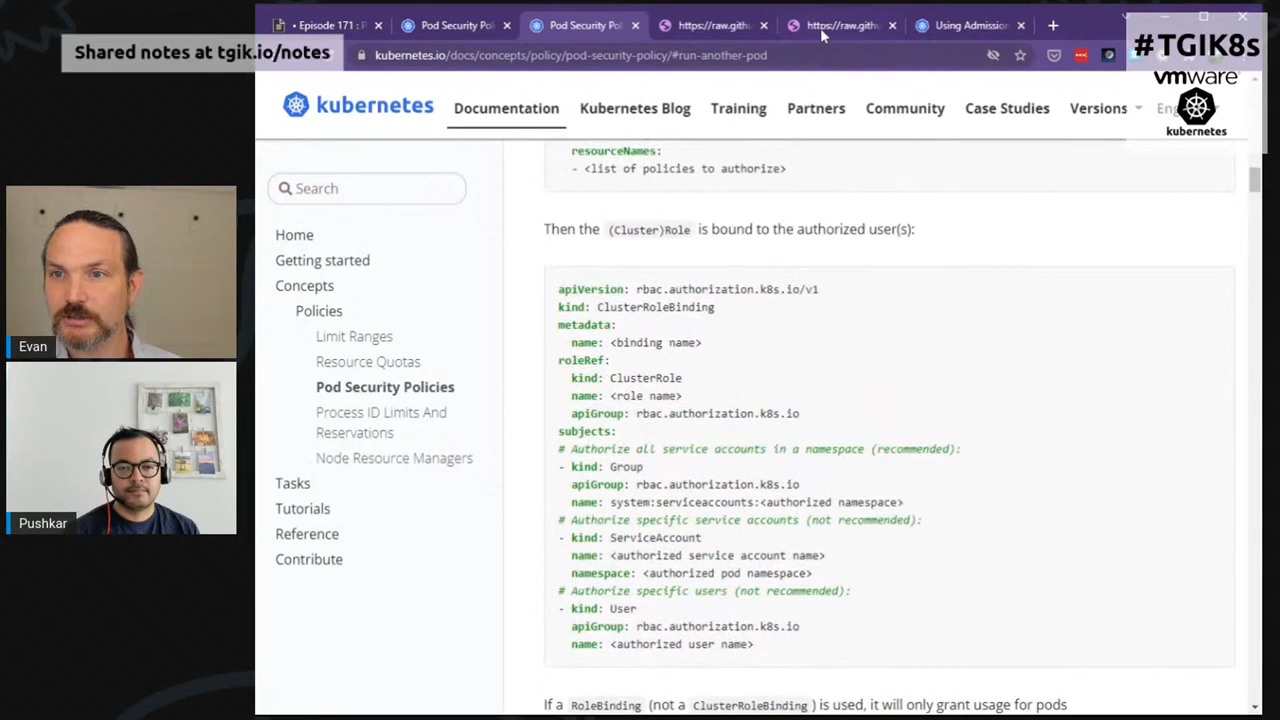 • Episode 171 : P
Pod Security Poli
Pod Security Poli
https://raw.githu
https://raw.githu
Using Admission
Shared notes at tgik.io/notes
kubernetes.io/docs/concepts/policy/pod-security-policy/#run-another-pod
#TGIK8s
vmware
kubernetes
kubernetes
Documentation
Kubernetes Blog
Training
Partners
Community
Case Studies
Versions
Eng
Search
Home
Getting started
Concepts
Policies
Limit Ranges
Resource Quotas
Pod Security Policies
Process ID Limits And
Reservations
Node Resource Managers
Tasks
Tutorials
Reference
Contribute
resourceNames:
- <list of policies to authorize>
Then the (Cluster)Role is bound to the authorized user(s):
apiVersion: rbac.authorization.k8s.io/v1
kind: ClusterRoleBinding
metadata:
name: <binding name>
roleRef:
kind: ClusterRole
name: <role name>
apiGroup: rbac.authorization.k8s.io
subjects:
# Authorize all service accounts in a namespace (recommended):
- kind: Group
apiGroup: rbac.authorization.k8s.io
name: system:serviceaccounts:<authorized namespace>
# Authorize specific service accounts (not recommended):
- kind: ServiceAccount
name: <authorized service account name>
namespace: <authorized pod namespace>
# Authorize specific users (not recommended):
- kind: User
apiGroup: rbac.authorization.k8s.io
name: <authorized user name>
If a RoleBinding (not a ClusterRoleBinding ) is used, it will only grant usage for pods
Evan
Pushkar